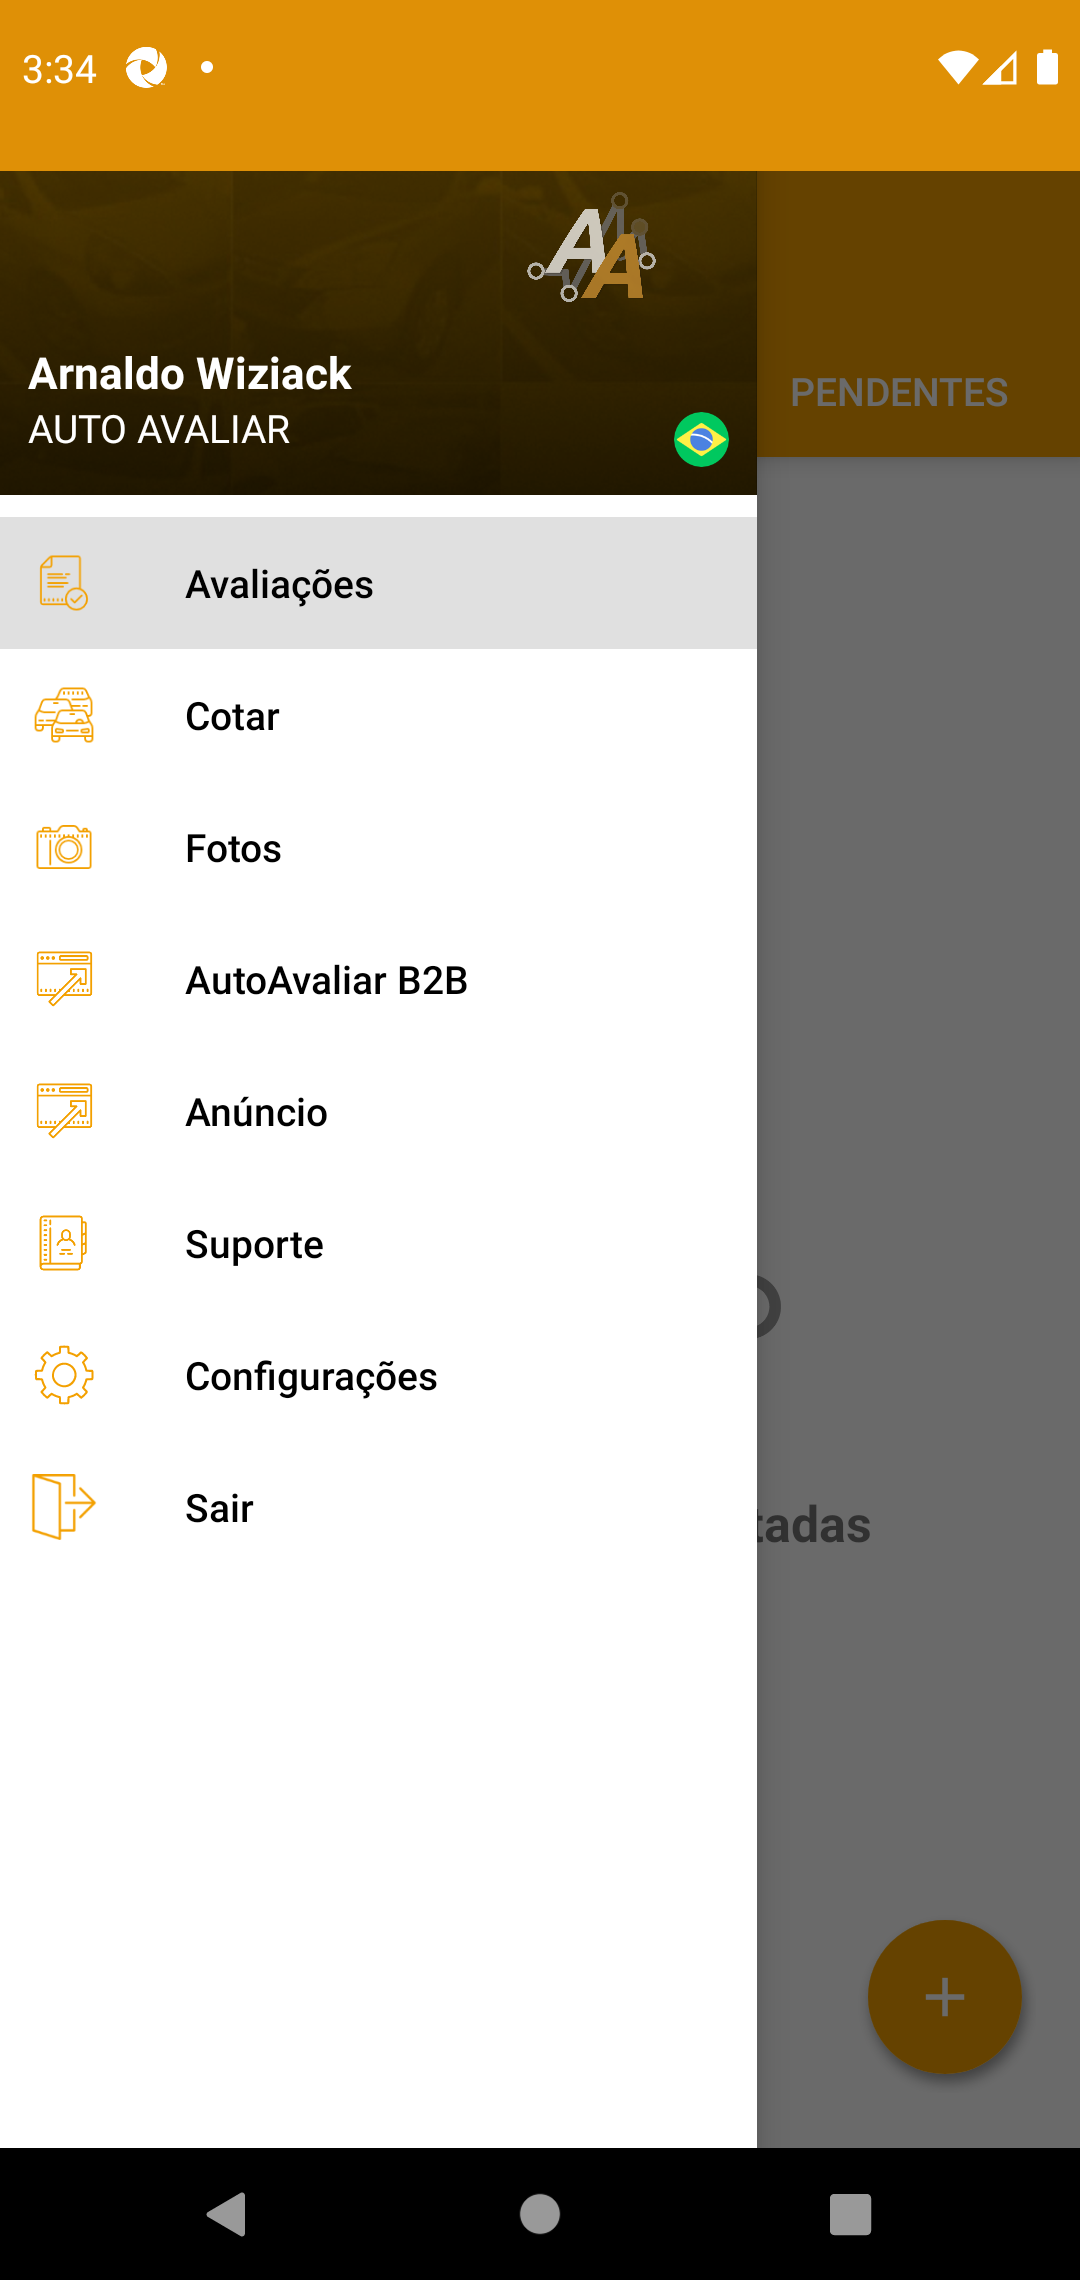 3:34
AA
Arnaldo Wiziack
AUTO AVALIAR
PENDENTES
Avaliações
Cotar
Fotos
AutoAvaliar B2B
Anúncio
Suporte
Configurações
tadas
Sair